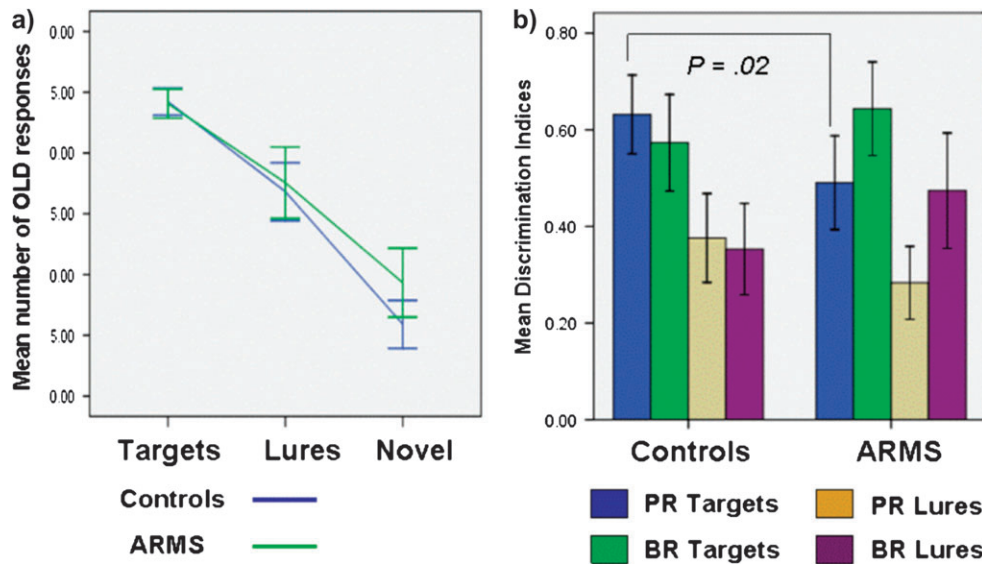 a)
Mean number of OLD responses
0.00
5.00
0.00
5.00
0.00
5.00
0.00
Targets Lures Novel
Controls
ARMS
b)
Mean Discrimination Indices
0.80
0.60
0.40
0.20
0.00
P = .02
Controls ARMS
PR Targets PR Lures
BR Targets BR Lures